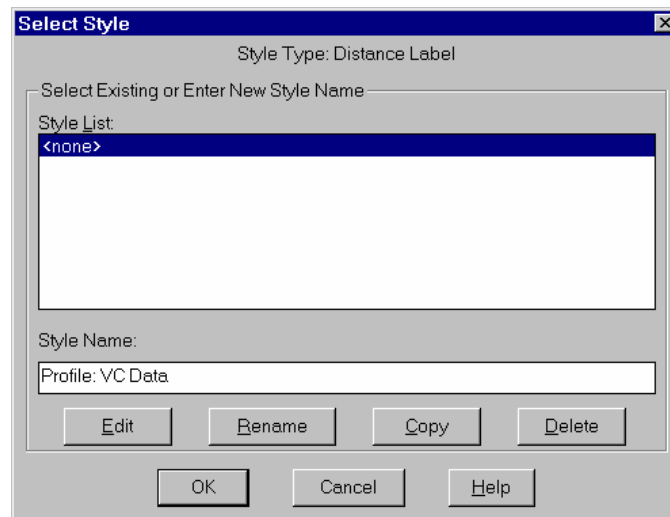 Select Style
Style Type: Distance Label
Select Existing or Enter New Style Name
Style List:
<none>
Style Name:
Profile: VC Data
Edit Rename Copy Delete
OK Cancel Help